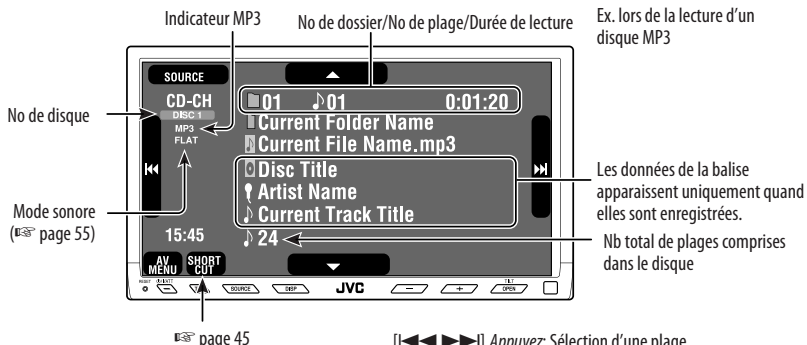 Indicateur MP3
No de dossier/No de plage/Durée de lecture
Ex. lors de la lecture d'un
disque MP3
SOURCE
CD-CH
DISC 1
MP3
FLAT
01 01 0:01:20
Current Folder Name
Current File Name.mp3
Disc Title
Artist Name
Current Track Title
24
15:45
AV MENU
SHORT CUT
No de disque
Mode sonore
(☞ page 55)
Les données de la balise
apparaissent uniquement quand
elles sont enregistrées.
Nb total de plages comprises
dans le disque
RESET
SOURCE
DISP
JVC
– +
TILT
OPEN
☞ page 45
[⏮ ⏭] Appuyez: Sélection d'une plage